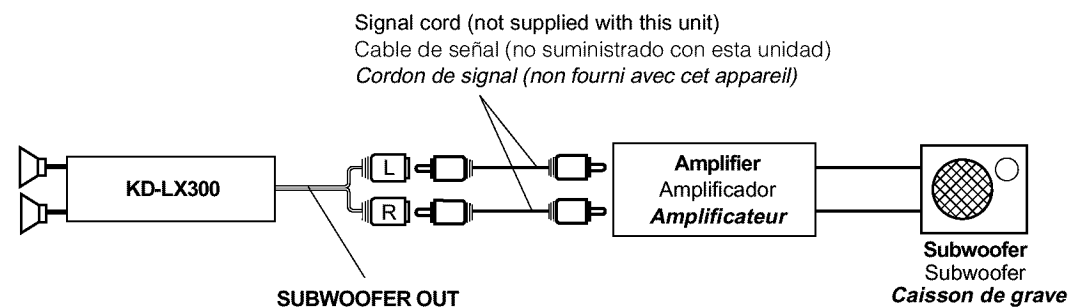 Signal cord (not supplied with this unit)
Cable de señal (no suministrado con esta unidad)
Cordon de signal (non fourni avec cet appareil)
KD-LX300
L
R
SUBWOOFER OUT
Amplifier
Amplificador
Amplificateur
Subwoofer
Subwoofer
Caisson de grave